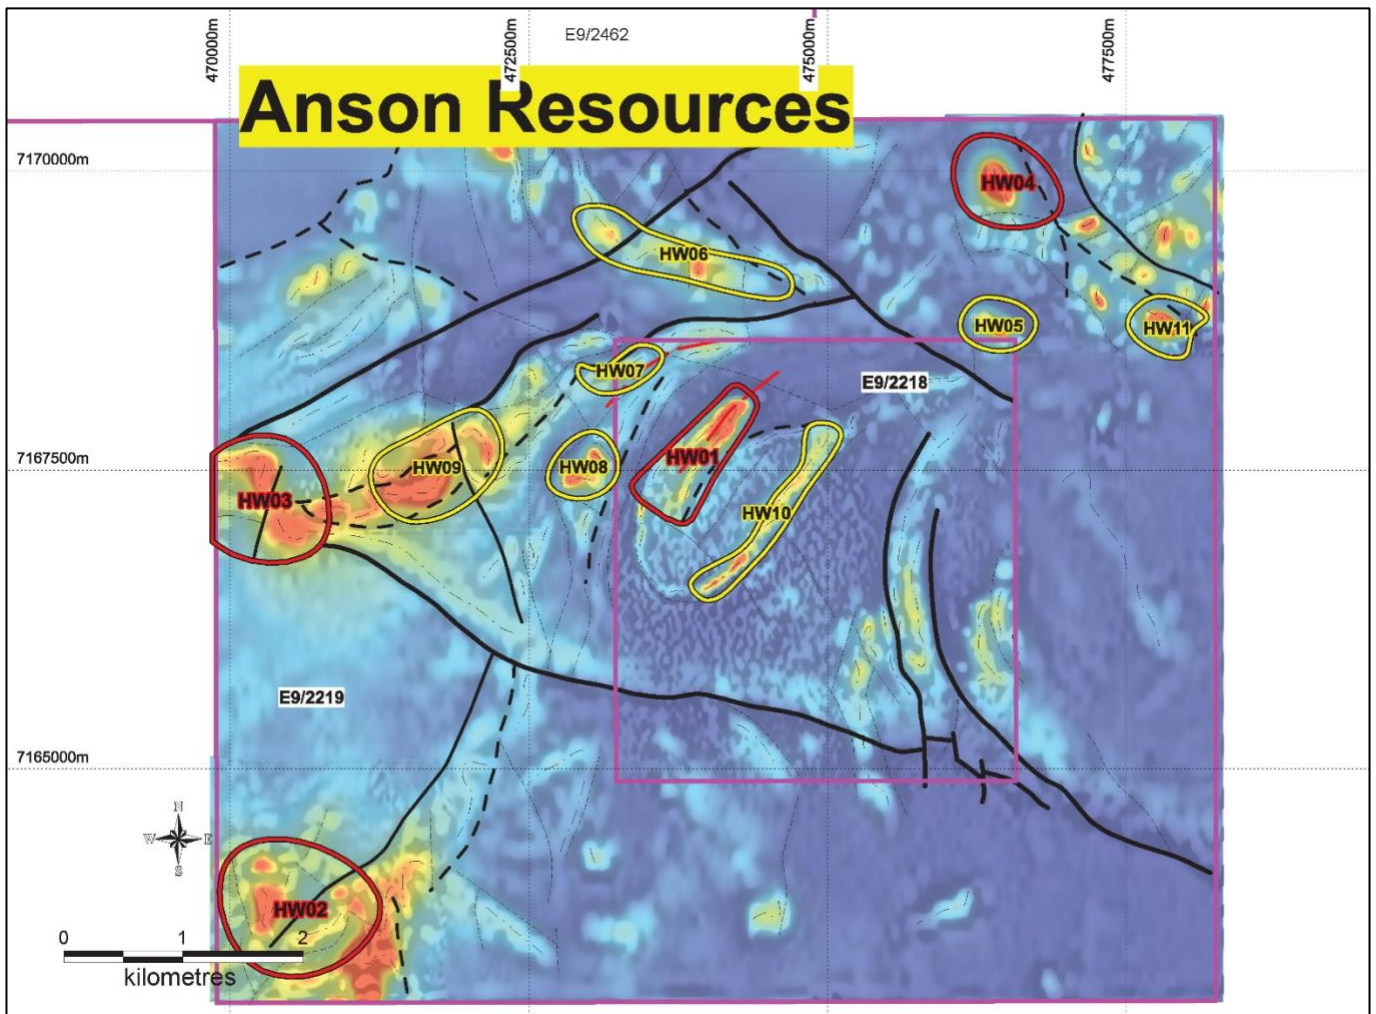 E9/2462
470000m
472500m
475000m
477500m
Anson Resources
7170000m
HW04
HW06
HW05
HW11
HW07
E9/2218
HW01
7167500m
HW09
HW08
HW03
HW10
E9/2219
7165000m
N
W E
S
HW02
0 1 2
kilometres